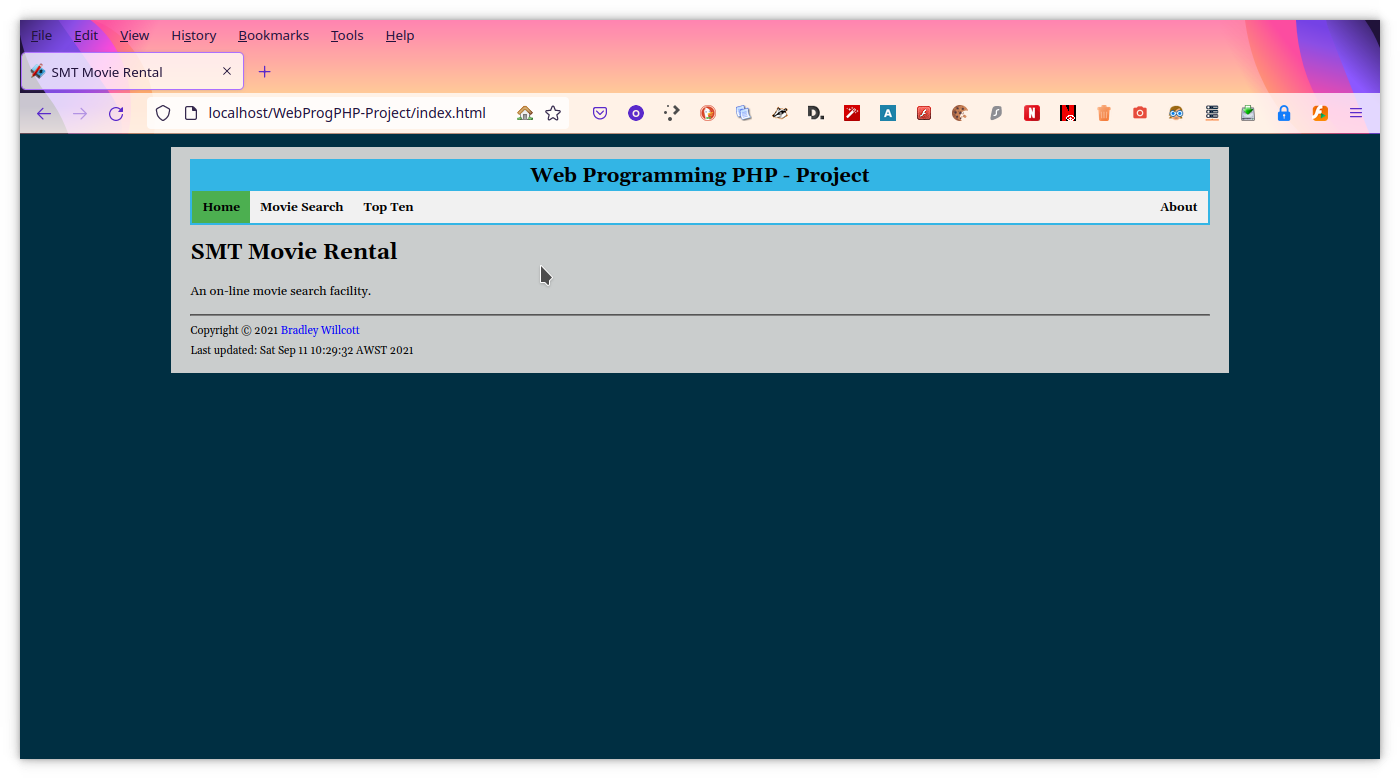 File Edit View History Bookmarks Tools Help
SMT Movie Rental
localhost/WebProgPHP-Project/index.html
Web Programming PHP - Project
Home Movie Search Top Ten About
SMT Movie Rental
An on-line movie search facility.
Copyright © 2021 Bradley Willcott
Last updated: Sat Sep 11 10:29:32 AWST 2021